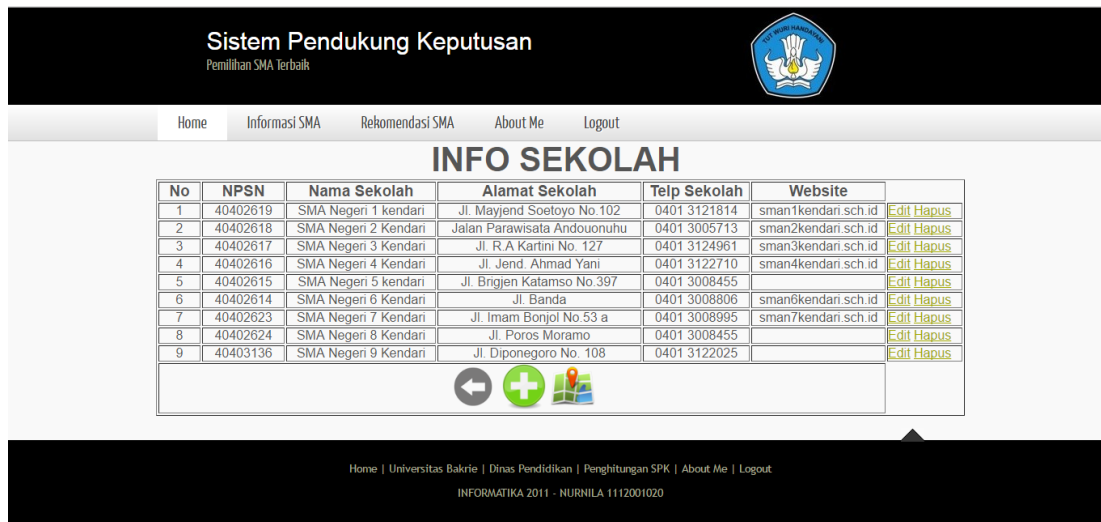 Sistem Pendukung Keputusan
Pemilihan SMA Terbaik
TUT WURI HANDAYANI
Home Informasi SMA Rekomendasi SMA About Me Logout
INFO SEKOLAH
No NPSN Nama Sekolah Alamat Sekolah Telp Sekolah Website
1 40402619 SMA Negeri 1 kendari Jl. Mayjend Soetoyo No.102 0401 3121814 sman1kendari.sch.id Edit Hapus
2 40402618 SMA Negeri 2 Kendari Jalan Parawisata Andouonuhu 0401 3005713 sman2kendari.sch.id Edit Hapus
3 40402617 SMA Negeri 3 Kendari Jl. R.A Kartini No. 127 0401 3124961 sman3kendari.sch.id Edit Hapus
4 40402616 SMA Negeri 4 Kendari Jl. Jend. Ahmad Yani 0401 3122710 sman4kendari.sch.id Edit Hapus
5 40402615 SMA Negeri 5 kendari Jl. Brigjen Katamso No.397 0401 3008455 Edit Hapus
6 40402614 SMA Negeri 6 Kendari Jl. Banda 0401 3008806 sman6kendari.sch.id Edit Hapus
7 40402623 SMA Negeri 7 Kendari Jl. Imam Bonjol No.53 a 0401 3008995 sman7kendari.sch.id Edit Hapus
8 40402624 SMA Negeri 8 Kendari Jl. Poros Moramo 0401 3008455 Edit Hapus
9 40403136 SMA Negeri 9 Kendari Jl. Diponegoro No. 108 0401 3122025 Edit Hapus
Home | Universitas Bakrie | Dinas Pendidikan | Penghitungan SPK | About Me | Logout
INFORMATIKA 2011 - NURNILA 1112001020